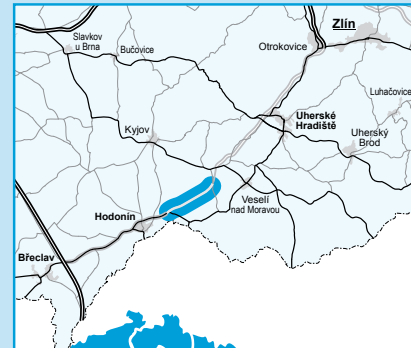 Zlín
Slavkov
u Brna
Bučovice
Otrokovice
Luhačovice
Uherské
Hradiště
Kyjov
Uherský
Brod
Veselí
nad Moravou
Hodonín
Břeclav